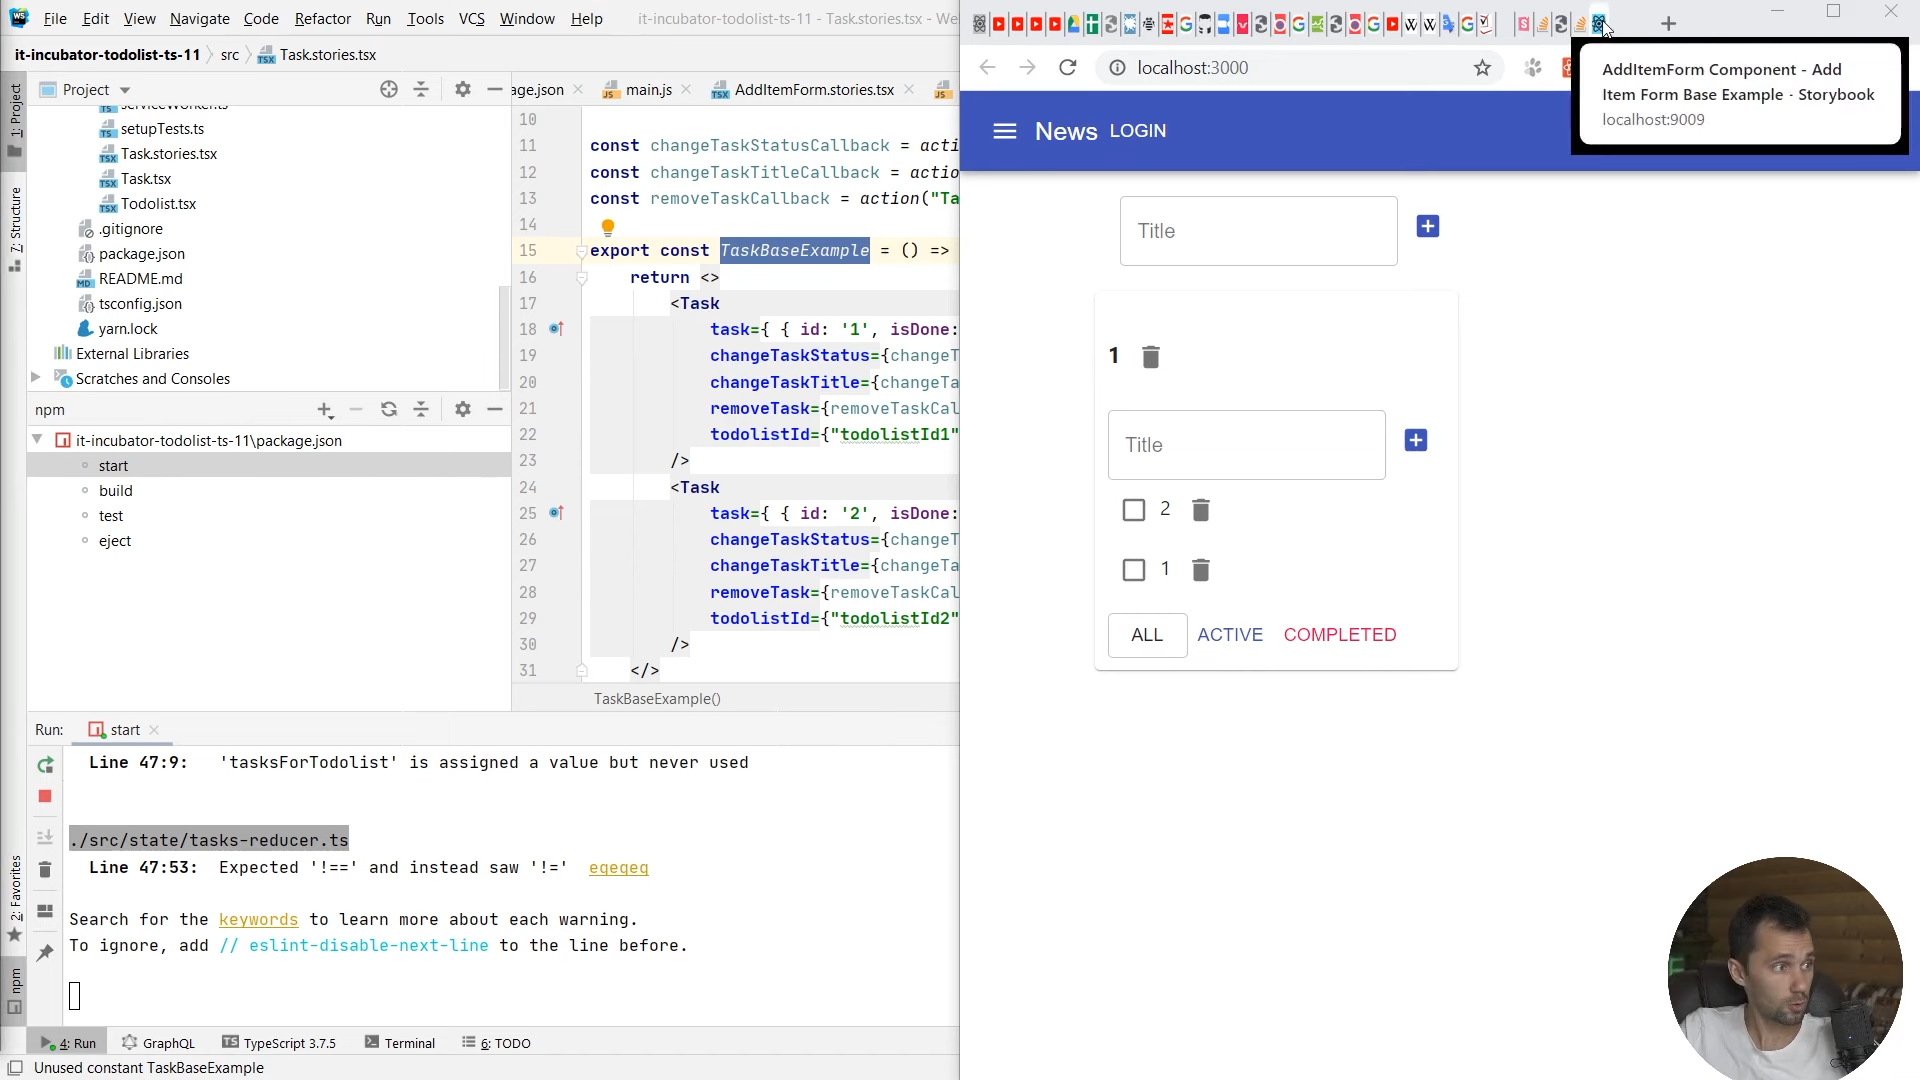 File Edit View Navigate Code Refactor Run Tools VCS Window Help it-incubator-todolist-ts-11 - Task.stories.tsx - We
it-incubator-todolist-ts-11 src Task.stories.tsx
Project
age.json main.js AddItemForm.stories.tsx
1: Project
7: Structure
2: Favorites
npm
setupTests.ts
Task.stories.tsx
Task.tsx
Todolist.tsx
.gitignore
package.json
README.md
tsconfig.json
yarn.lock
External Libraries
Scratches and Consoles
npm
it-incubator-todolist-ts-11\package.json
start
build
test
eject
10
11 const changeTaskStatusCallback = acti
12 const changeTaskTitleCallback = actio
13 const removeTaskCallback = action("Ta
14
15 export const TaskBaseExample = () =>
16 return <>
17 <Task
18 task={ { id: '1', isDone:
19 changeTaskStatus={changeT
20 changeTaskTitle={changeTa
21 removeTask={removeTaskCal
22 todolistId={"todolistId1"
23 />
24 <Task
25 task={ { id: '2', isDone:
26 changeTaskStatus={changeT
27 changeTaskTitle={changeTa
28 removeTask={removeTaskCal
29 todolistId={"todolistId2"
30 />
31 </>
TaskBaseExample()
Run: start
Line 47:9: 'tasksForTodolist' is assigned a value but never used
./src/state/tasks-reducer.ts
Line 47:53: Expected '!==' and instead saw '!=' eqeqeq
Search for the keywords to learn more about each warning.
To ignore, add // eslint-disable-next-line to the line before.
4: Run GraphQL TypeScript 3.7.5 Terminal 6: TODO
Unused constant TaskBaseExample
localhost:3000
AddItemForm Component - Add
Item Form Base Example - Storybook
localhost:9009
News LOGIN
Title
1
Title
2
1
ALL ACTIVE COMPLETED